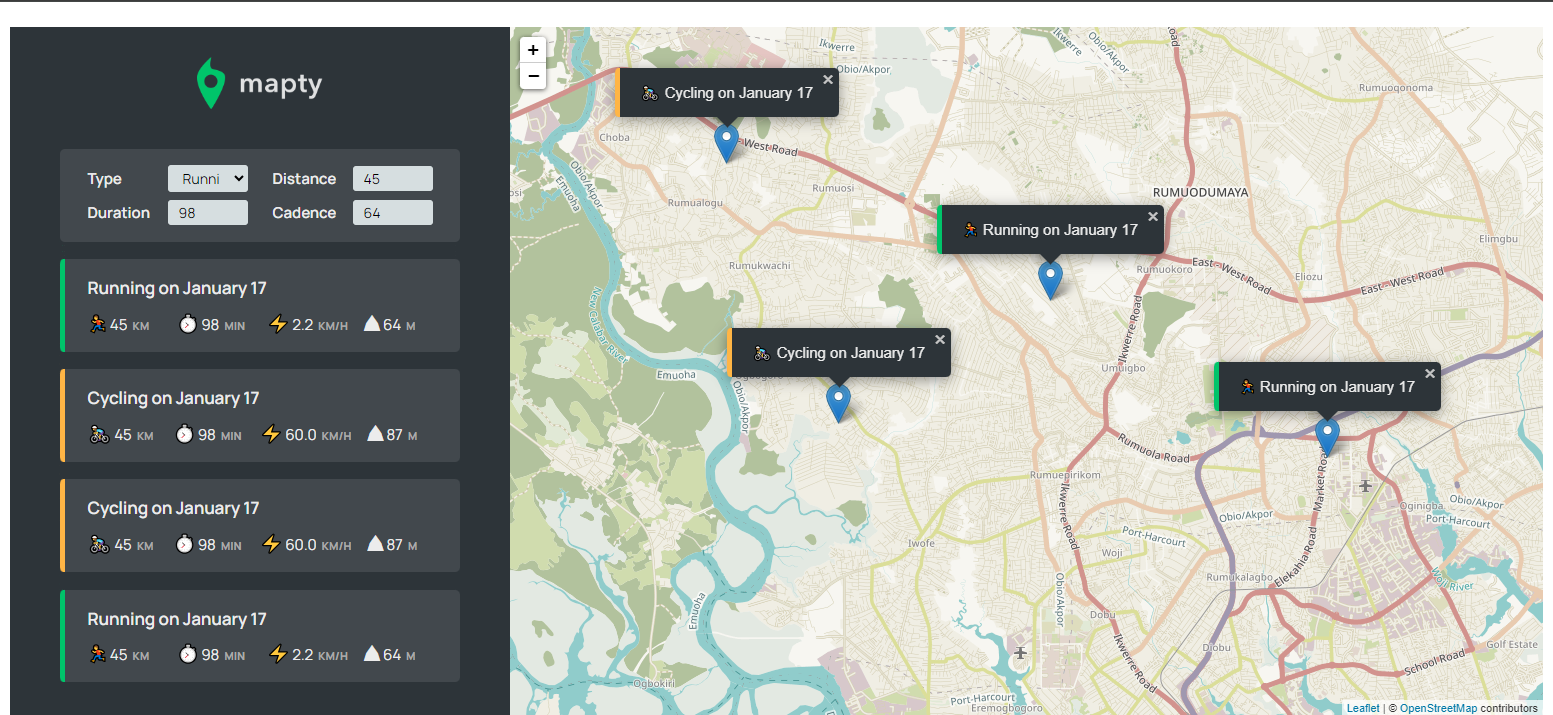 mapty
Type Runni Distance 45
Duration 98 Cadence 64
Running on January 17
45 KM 98 MIN 2.2 KM/H 64 M
Cycling on January 17
45 KM 98 MIN 60.0 KM/H 87 M
Cycling on January 17
45 KM 98 MIN 60.0 KM/H 87 M
Running on January 17
45 KM 98 MIN 2.2 KM/H 64 M
+
−
Ikwerre
Obio/Akpor
Ikwerre
Obio/Akpor
Road
Cycling on January 17 ×
Rumuognoma
Choba
East-West Road
Obio/Akpor
Emuoha
Rumuosi
Rumualogu
RUMUODUMAYA
Running on January 17 ×
Elimgbu
Rumukwachi
Rumuokoro
East - West Road
Eliozu
East - West Road
New Calabar River
Ikwerre Road
Cycling on January 17 ×
Emuoha
Obio/Akpor
Umuigbo
Running on January 17 ×
Rumuola Road
Rumuepirikom
Ikwerre Road
Market Road
Oginigba
Obio/Akpor
Port-Harcourt
Obio/Akpor
Port-Harcourt
Iwofe
Woji
Elekahia Road
Rumukalagbo
Woji River
Emuoha
Obio/Akpor
Dobu
Ikwerre Road
Diobu
Golf Estate
School Road
Ogbokiri
Port-Harcourt
Eremogbogoro
Leaflet | © OpenStreetMap contributors